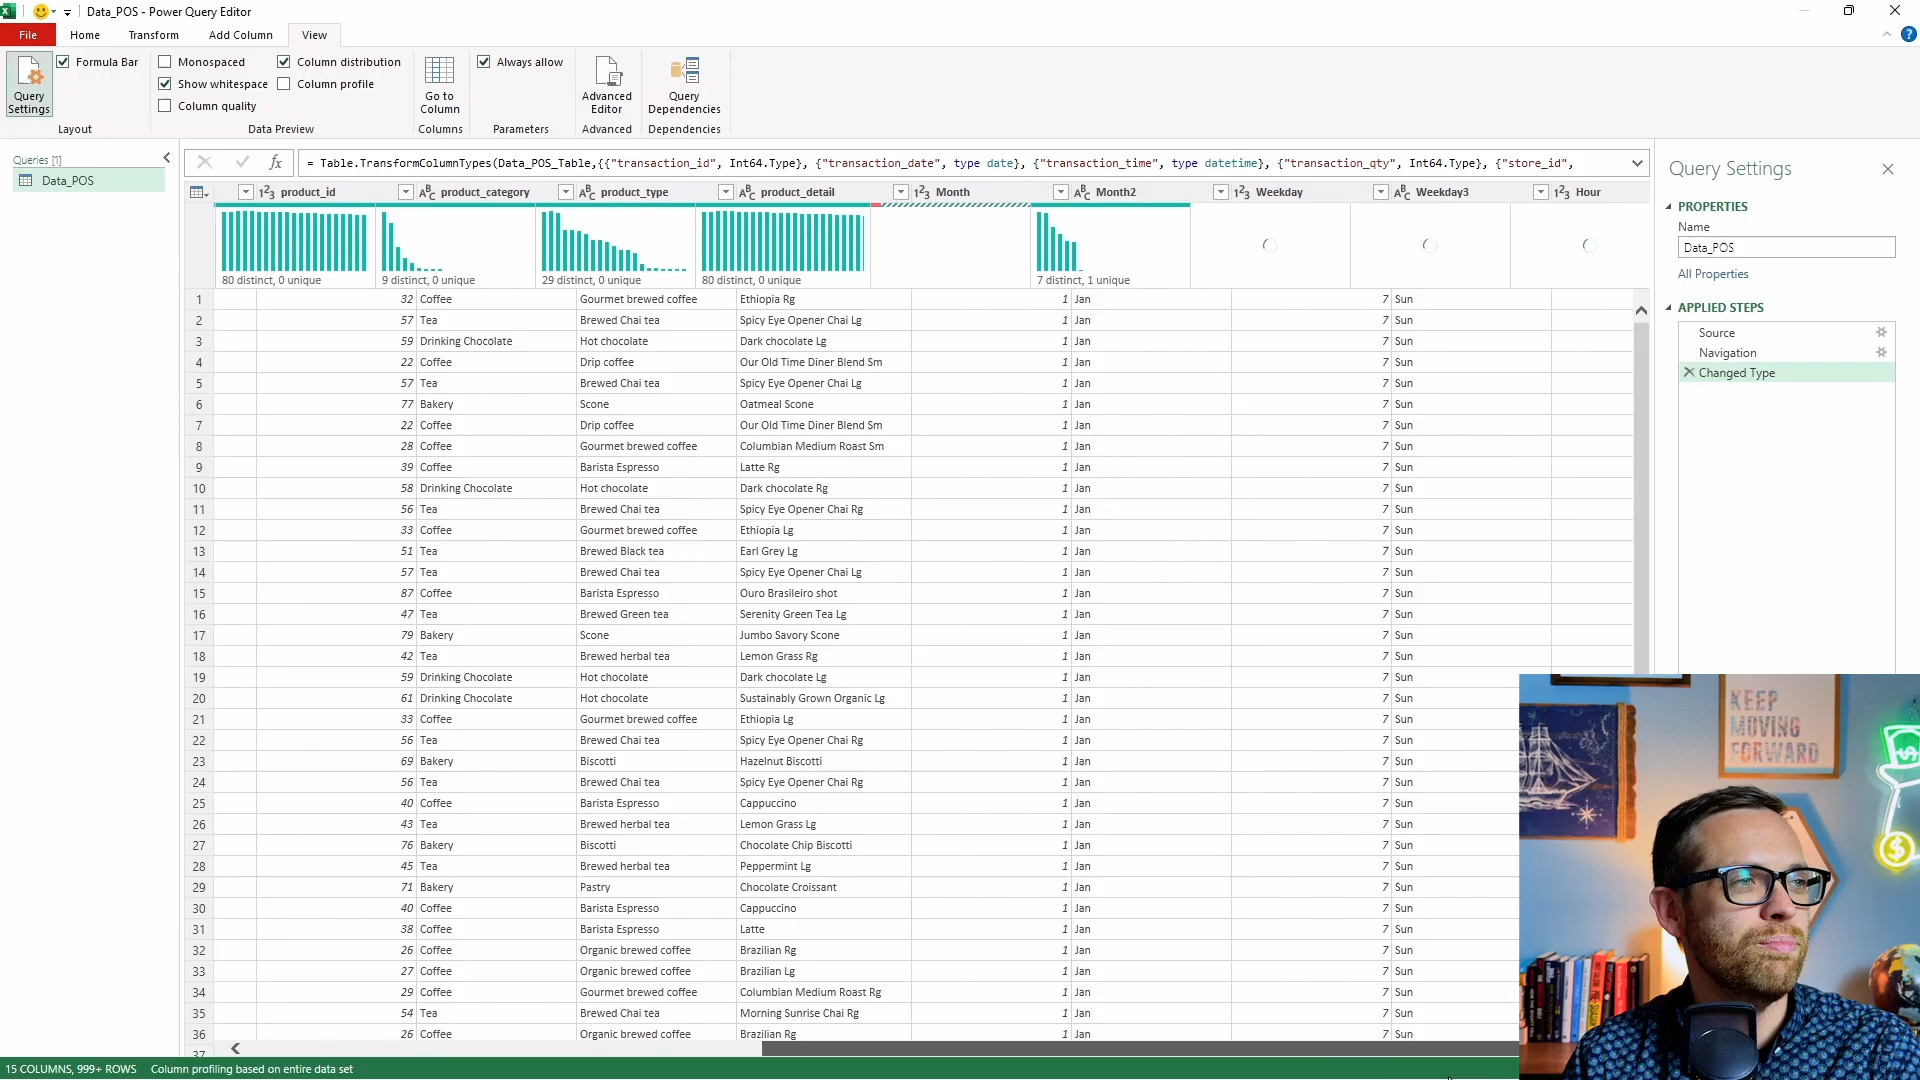 Data_POS - Power Query Editor
File Home Transform Add Column View
Query Settings
Formula Bar
Layout
Monospaced
Show whitespace
Column quality
Column distribution
Column profile
Data Preview
Go to Column
Columns
Always allow
Parameters
Advanced Editor
Advanced
Query Dependencies
Dependencies
Queries [1]
Data_POS
fx = Table.TransformColumnTypes(Data_POS_Table,{{"transaction_id", Int64.Type}, {"transaction_date", type date}, {"transaction_time", type datetime}, {"transaction_qty", Int64.Type}, {"store_id",
product_id product_category product_type product_detail Month Month2 Weekday Weekday3 Hour
80 distinct, 0 unique 9 distinct, 0 unique 29 distinct, 0 unique 80 distinct, 0 unique 7 distinct, 1 unique
1 32 Coffee Gourmet brewed coffee Ethiopia Rg 1 Jan 7 Sun
2 57 Tea Brewed Chai tea Spicy Eye Opener Chai Lg 1 Jan 7 Sun
3 59 Drinking Chocolate Hot chocolate Dark chocolate Lg 1 Jan 7 Sun
4 22 Coffee Drip coffee Our Old Time Diner Blend Sm 1 Jan 7 Sun
5 57 Tea Brewed Chai tea Spicy Eye Opener Chai Lg 1 Jan 7 Sun
6 77 Bakery Scone Oatmeal Scone 1 Jan 7 Sun
7 22 Coffee Drip coffee Our Old Time Diner Blend Sm 1 Jan 7 Sun
8 28 Coffee Gourmet brewed coffee Columbian Medium Roast Sm 1 Jan 7 Sun
9 39 Coffee Barista Espresso Latte Rg 1 Jan 7 Sun
10 58 Drinking Chocolate Hot chocolate Dark chocolate Rg 1 Jan 7 Sun
11 56 Tea Brewed Chai tea Spicy Eye Opener Chai Rg 1 Jan 7 Sun
12 33 Coffee Gourmet brewed coffee Ethiopia Lg 1 Jan 7 Sun
13 51 Tea Brewed Black tea Earl Grey Lg 1 Jan 7 Sun
14 57 Tea Brewed Chai tea Spicy Eye Opener Chai Lg 1 Jan 7 Sun
15 87 Coffee Barista Espresso Ouro Brasileiro shot 1 Jan 7 Sun
16 47 Tea Brewed Green tea Serenity Green Tea Lg 1 Jan 7 Sun
17 79 Bakery Scone Jumbo Savory Scone 1 Jan 7 Sun
18 42 Tea Brewed herbal tea Lemon Grass Rg 1 Jan 7 Sun
19 59 Drinking Chocolate Hot chocolate Dark chocolate Lg 1 Jan 7 Sun
20 61 Drinking Chocolate Hot chocolate Sustainably Grown Organic Lg 1 Jan 7 Sun
21 33 Coffee Gourmet brewed coffee Ethiopia Lg 1 Jan 7 Sun
22 56 Tea Brewed Chai tea Spicy Eye Opener Chai Rg 1 Jan 7 Sun
23 69 Bakery Biscotti Hazelnut Biscotti 1 Jan 7 Sun
24 56 Tea Brewed Chai tea Spicy Eye Opener Chai Rg 1 Jan 7 Sun
25 40 Coffee Barista Espresso Cappuccino 1 Jan 7 Sun
26 43 Tea Brewed herbal tea Lemon Grass Lg 1 Jan 7 Sun
27 76 Bakery Biscotti Chocolate Chip Biscotti 1 Jan 7 Sun
28 45 Tea Brewed herbal tea Peppermint Lg 1 Jan 7 Sun
29 71 Bakery Pastry Chocolate Croissant 1 Jan 7 Sun
30 40 Coffee Barista Espresso Cappuccino 1 Jan 7 Sun
31 38 Coffee Barista Espresso Latte 1 Jan 7 Sun
32 26 Coffee Organic brewed coffee Brazilian Rg 1 Jan 7 Sun
33 27 Coffee Organic brewed coffee Brazilian Lg 1 Jan 7 Sun
34 29 Coffee Gourmet brewed coffee Columbian Medium Roast Rg 1 Jan 7 Sun
35 54 Tea Brewed Chai tea Morning Sunrise Chai Rg 1 Jan 7 Sun
36 26 Coffee Organic brewed coffee Brazilian Rg 1 Jan 7 Sun
37
Query Settings
PROPERTIES
Name
Data_POS
All Properties
APPLIED STEPS
Source
Navigation
Changed Type
KEEP
MOVING
FORWARD
15 COLUMNS, 999+ ROWS Column profiling based on entire data set